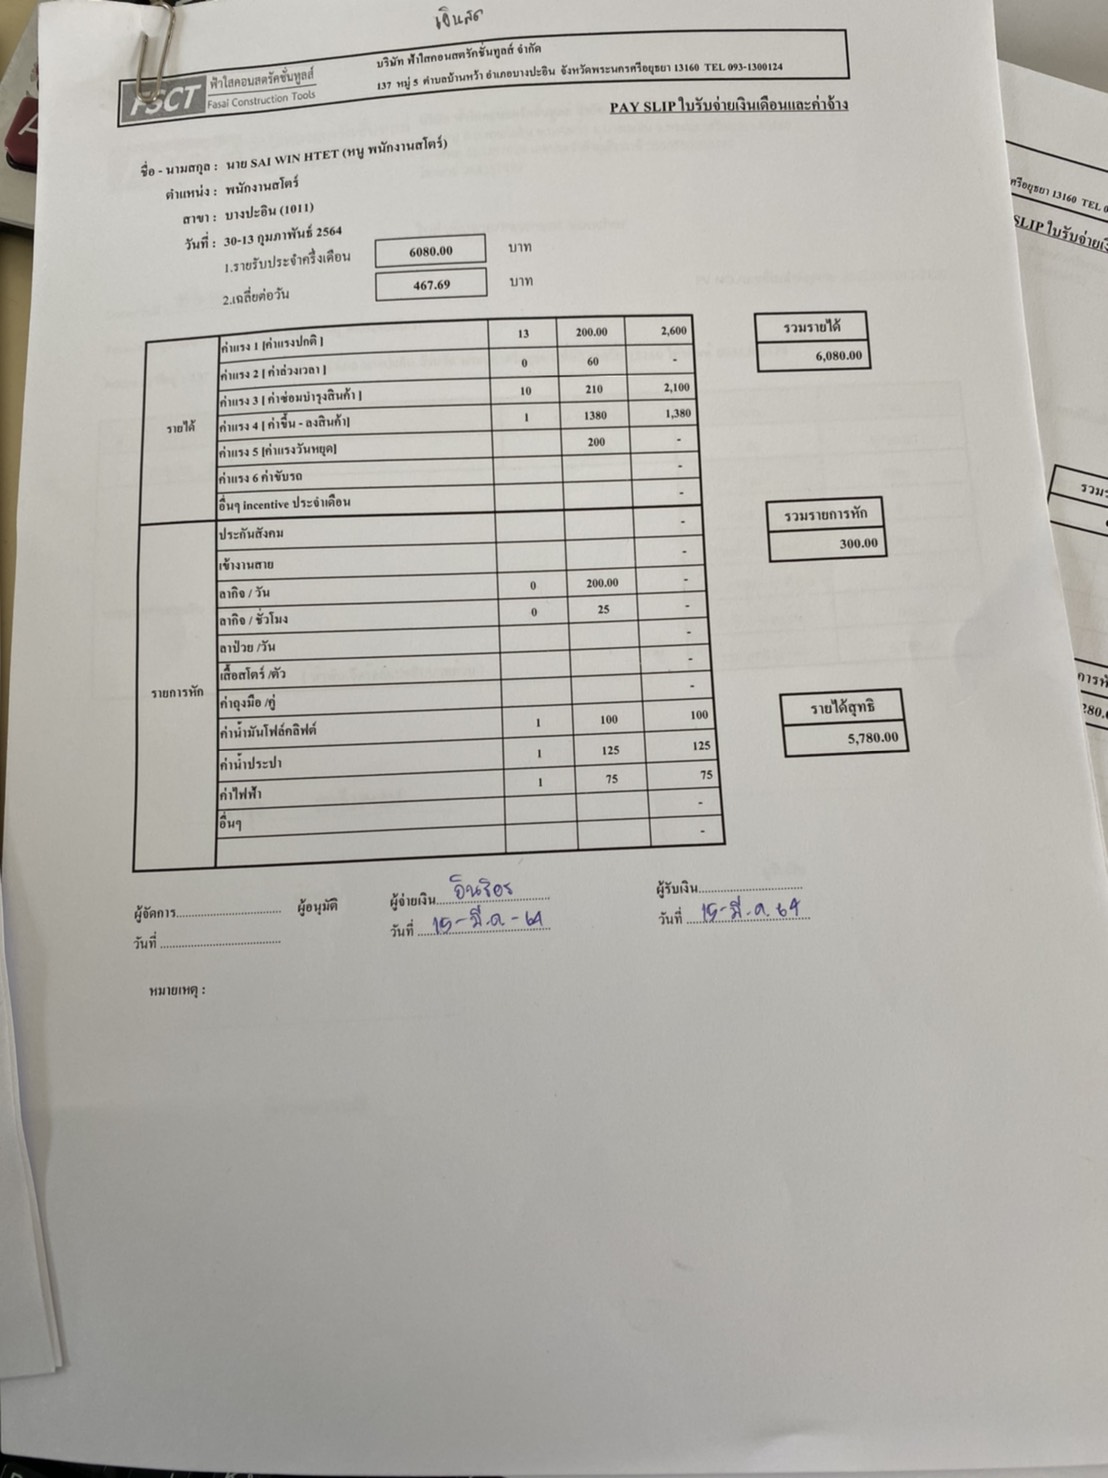 เงินสด
บริษัท ฟ้าใสคอนสตรัคชั่นทูลส์ จำกัด
137 หมู่ 5 ตำบลบ้านหว้า อำเภอบางปะอิน จังหวัดพระนครศรีอยุธยา 13160 TEL 093-1300124
FSCT ฟ้าใสคอนสตรัคชั่นทูลส์
Fasai Construction Tools
PAY SLIP ใบรับจ่ายเงินเดือนและค่าจ้าง
ชื่อ - นามสกุล : นาย SAI WIN HTET (หนู พนักงานสโตร์)
ตำแหน่ง : พนักงานสโตร์
สาขา : บางปะอิน (1011)
วันที่ : 30-13 กุมภาพันธ์ 2564
1.รายรับประจำครึ่งเดือน 6080.00 บาท
2.เฉลี่ยต่อวัน 467.69 บาท
รายได้
ค่าแรง 1 [ค่าแรงปกติ ] 13 200.00 2,600
ค่าแรง 2 [ ค่าล่วงเวลา ] 0 60 -
ค่าแรง 3 [ ค่าซ่อมบำรุงสินค้า ] 10 210 2,100
ค่าแรง 4 [ ค่าขึ้น - ลงสินค้า] 1 1380 1,380
ค่าแรง 5 [ค่าแรงวันหยุด] 200 -
ค่าแรง 6 ค่าขับรถ -
อื่นๆ incentive ประจำเดือน -
รวมรายได้
6,080.00
รายการหัก
ประกันสังคม -
เข้างานสาย -
ลากิจ / วัน 0 200.00 -
ลากิจ / ชั่วโมง 0 25 -
ลาป่วย /วัน -
เสื้อสโตร์ /ตัว -
ค่าถุงมือ /คู่ -
ค่าน้ำมันโฟล์คลิฟต์ 1 100 100
ค่าน้ำประปา 1 125 125
ค่าไฟฟ้า 1 75 75
อื่นๆ -
-
รวมรายการหัก
300.00
รายได้สุทธิ
5,780.00
ผู้จัดการ ผู้อนุมัติ ผู้จ่ายเงิน ผู้รับเงิน
วันที่ วันที่ 15-มี.ค-64 วันที่ 15-มี.ค.64
หมายเหตุ :
ศรีอยุธยา 13160 TEL
SLIP ใบรับจ่ายเงิ